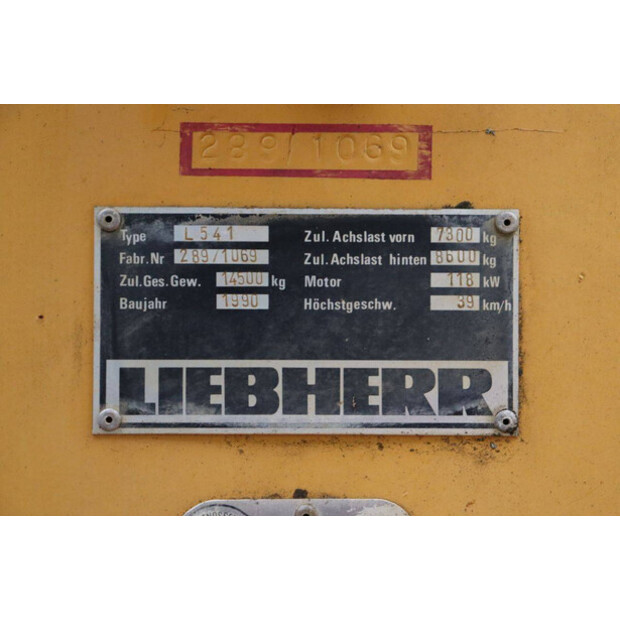 289/1069
Type L541 Zul. Achslast vorn 7300 kg
Fabr.Nr 289/1069 Zul. Achslast hinten 8600 kg
Zul.Ges.Gew. 14500 kg Motor 118 kW
Baujahr 1990 Höchstgeschw. 39 km/h
LIEBHERR